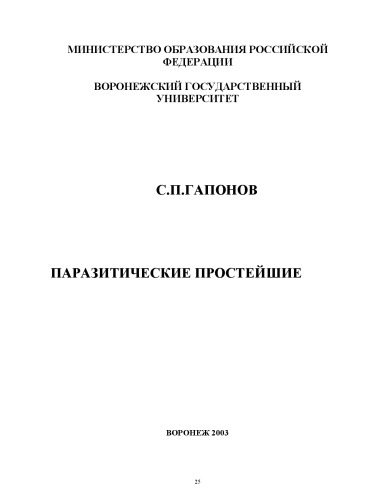 МИНИСТЕРСТВО ОБРАЗОВАНИЯ РОССИЙСКОЙ
ФЕДЕРАЦИИ
ВОРОНЕЖСКИЙ ГОСУДАРСТВЕННЫЙ
УНИВЕРСИТЕТ
С.П.ГАПОНОВ
ПАРАЗИТИЧЕСКИЕ ПРОСТЕЙШИЕ
ВОРОНЕЖ 2003
25